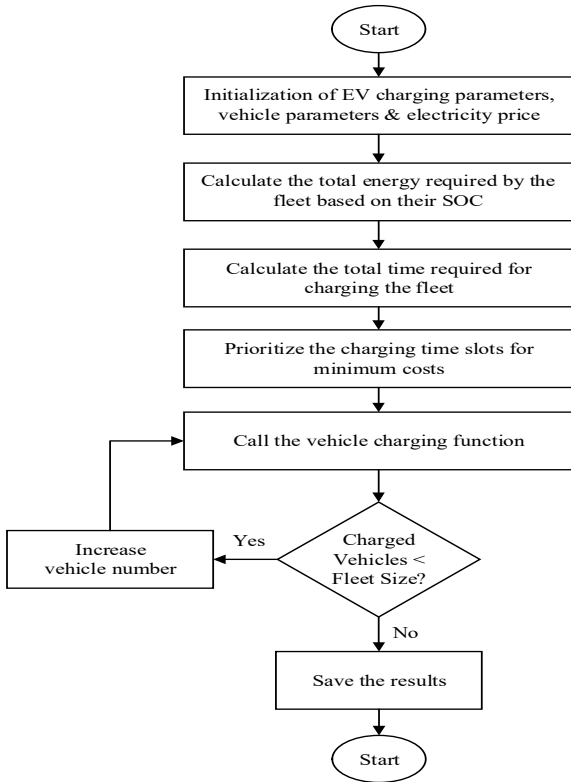 Start
Initialization of EV charging parameters,
vehicle parameters & electricity price
Calculate the total energy required by the
fleet based on their SOC
Calculate the total time required for
charging the fleet
Prioritize the charging time slots for
minimum costs
Call the vehicle charging function
Charged
Vehicles <
Fleet Size?
Yes
Increase
vehicle number
No
Save the results
Start